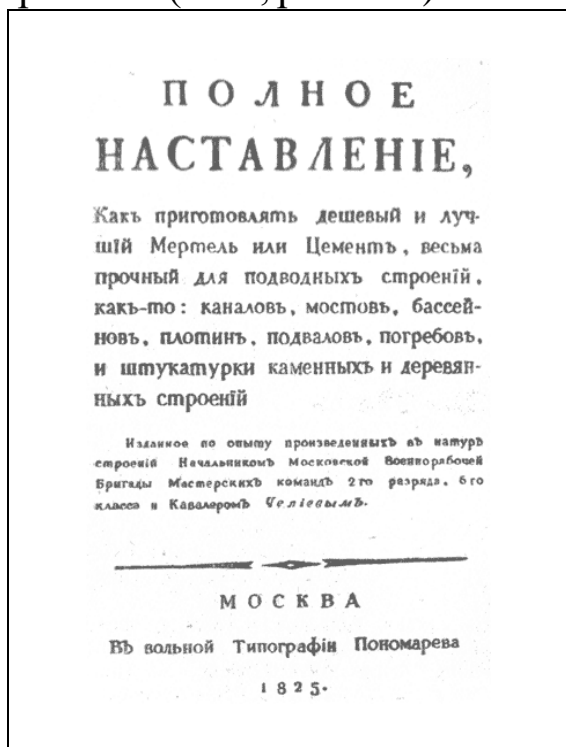 ПОЛНОЕ
НАСТАВЛЕНІЕ,
Какъ приготовлять дешевый и луч-
шій Мертель или Цементъ, весьма
прочный для подводныхъ строеній,
какъ-то: каналовъ, мостовъ, бассей-
новъ, плотинъ, подваловъ, погребовъ,
и штукатурки каменныхъ и деревян-
ныхъ строеній
Изданное по опыту произведенныхъ въ натурѣ
строеній Начальникомъ Московской Военнорабочей
Бригады Мастерскихъ командъ 2го разряда, 6го
класса и Кавалеромъ Челіевымъ.
МОСКВА
Въ вольной Типографіи Пономарева
1825.